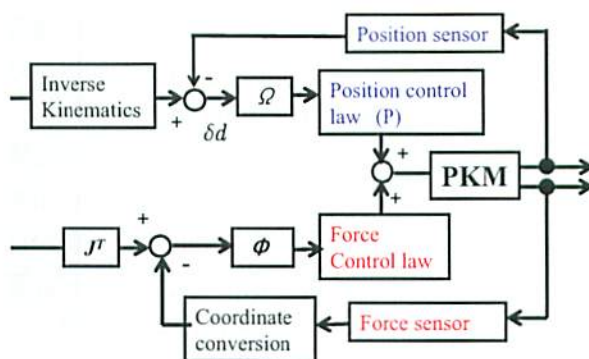 Position sensor
Inverse
Kinematics
-
+
δd
Ω
Position control
law (P)
+
+
PKM
+
-
J^T
Φ
Force
Control law
Coordinate
conversion
Force sensor